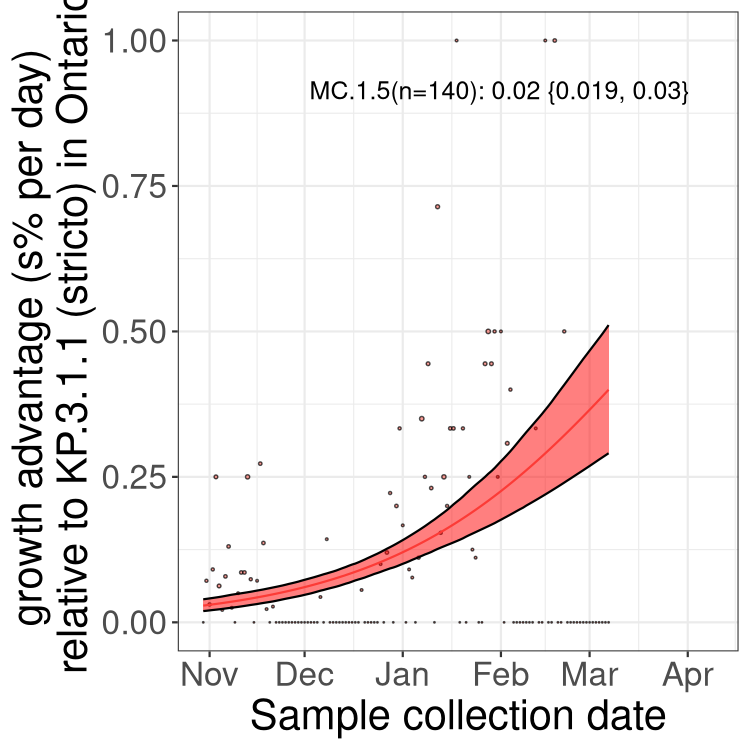 growth advantage (s% per day)
relative to KP.3.1.1 (stricto) in Ontario
1.00
0.75
0.50
0.25
0.00
MC.1.5(n=140): 0.02 {0.019, 0.03}
Nov Dec Jan Feb Mar Apr
Sample collection date